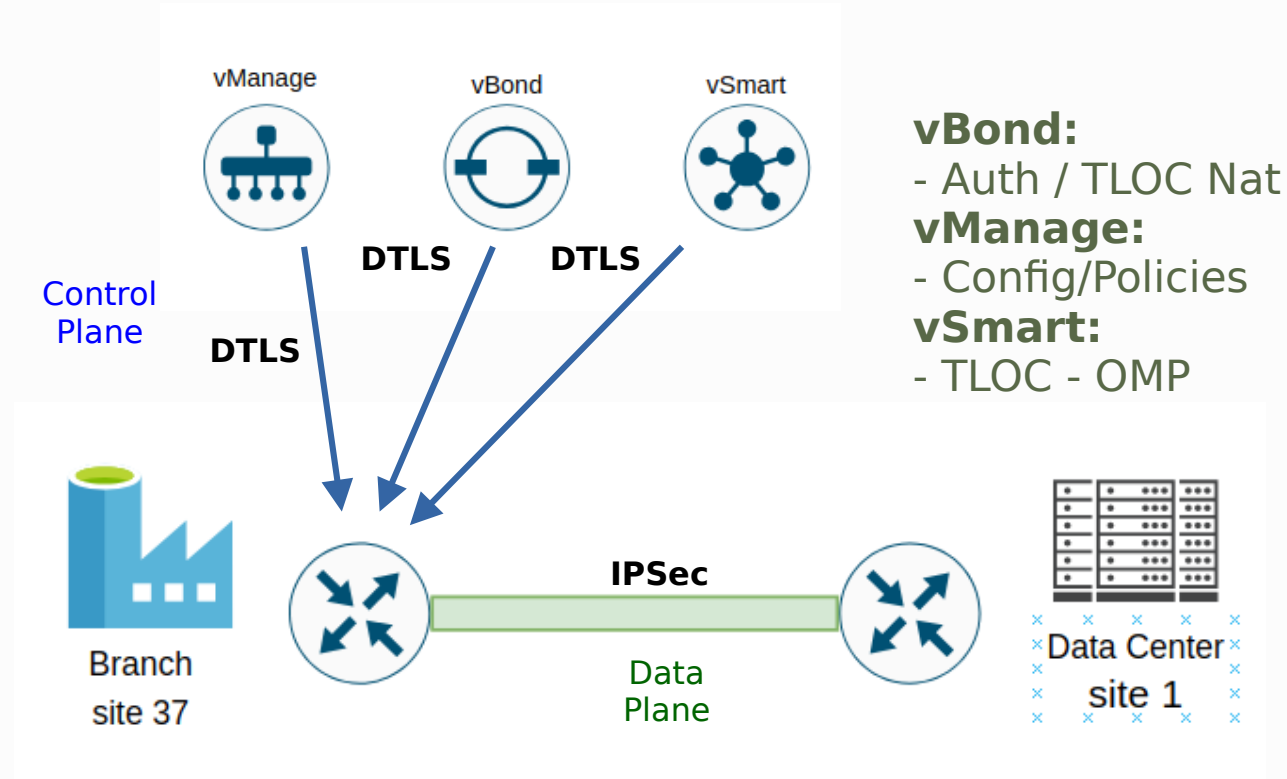 vManage
vBond
vSmart
vBond:
- Auth / TLOC Nat
vManage:
- Config/Policies
vSmart:
- TLOC - OMP
DTLS
DTLS
Control
Plane
DTLS
IPSec
Data
Plane
Branch
site 37
Data Center
site 1